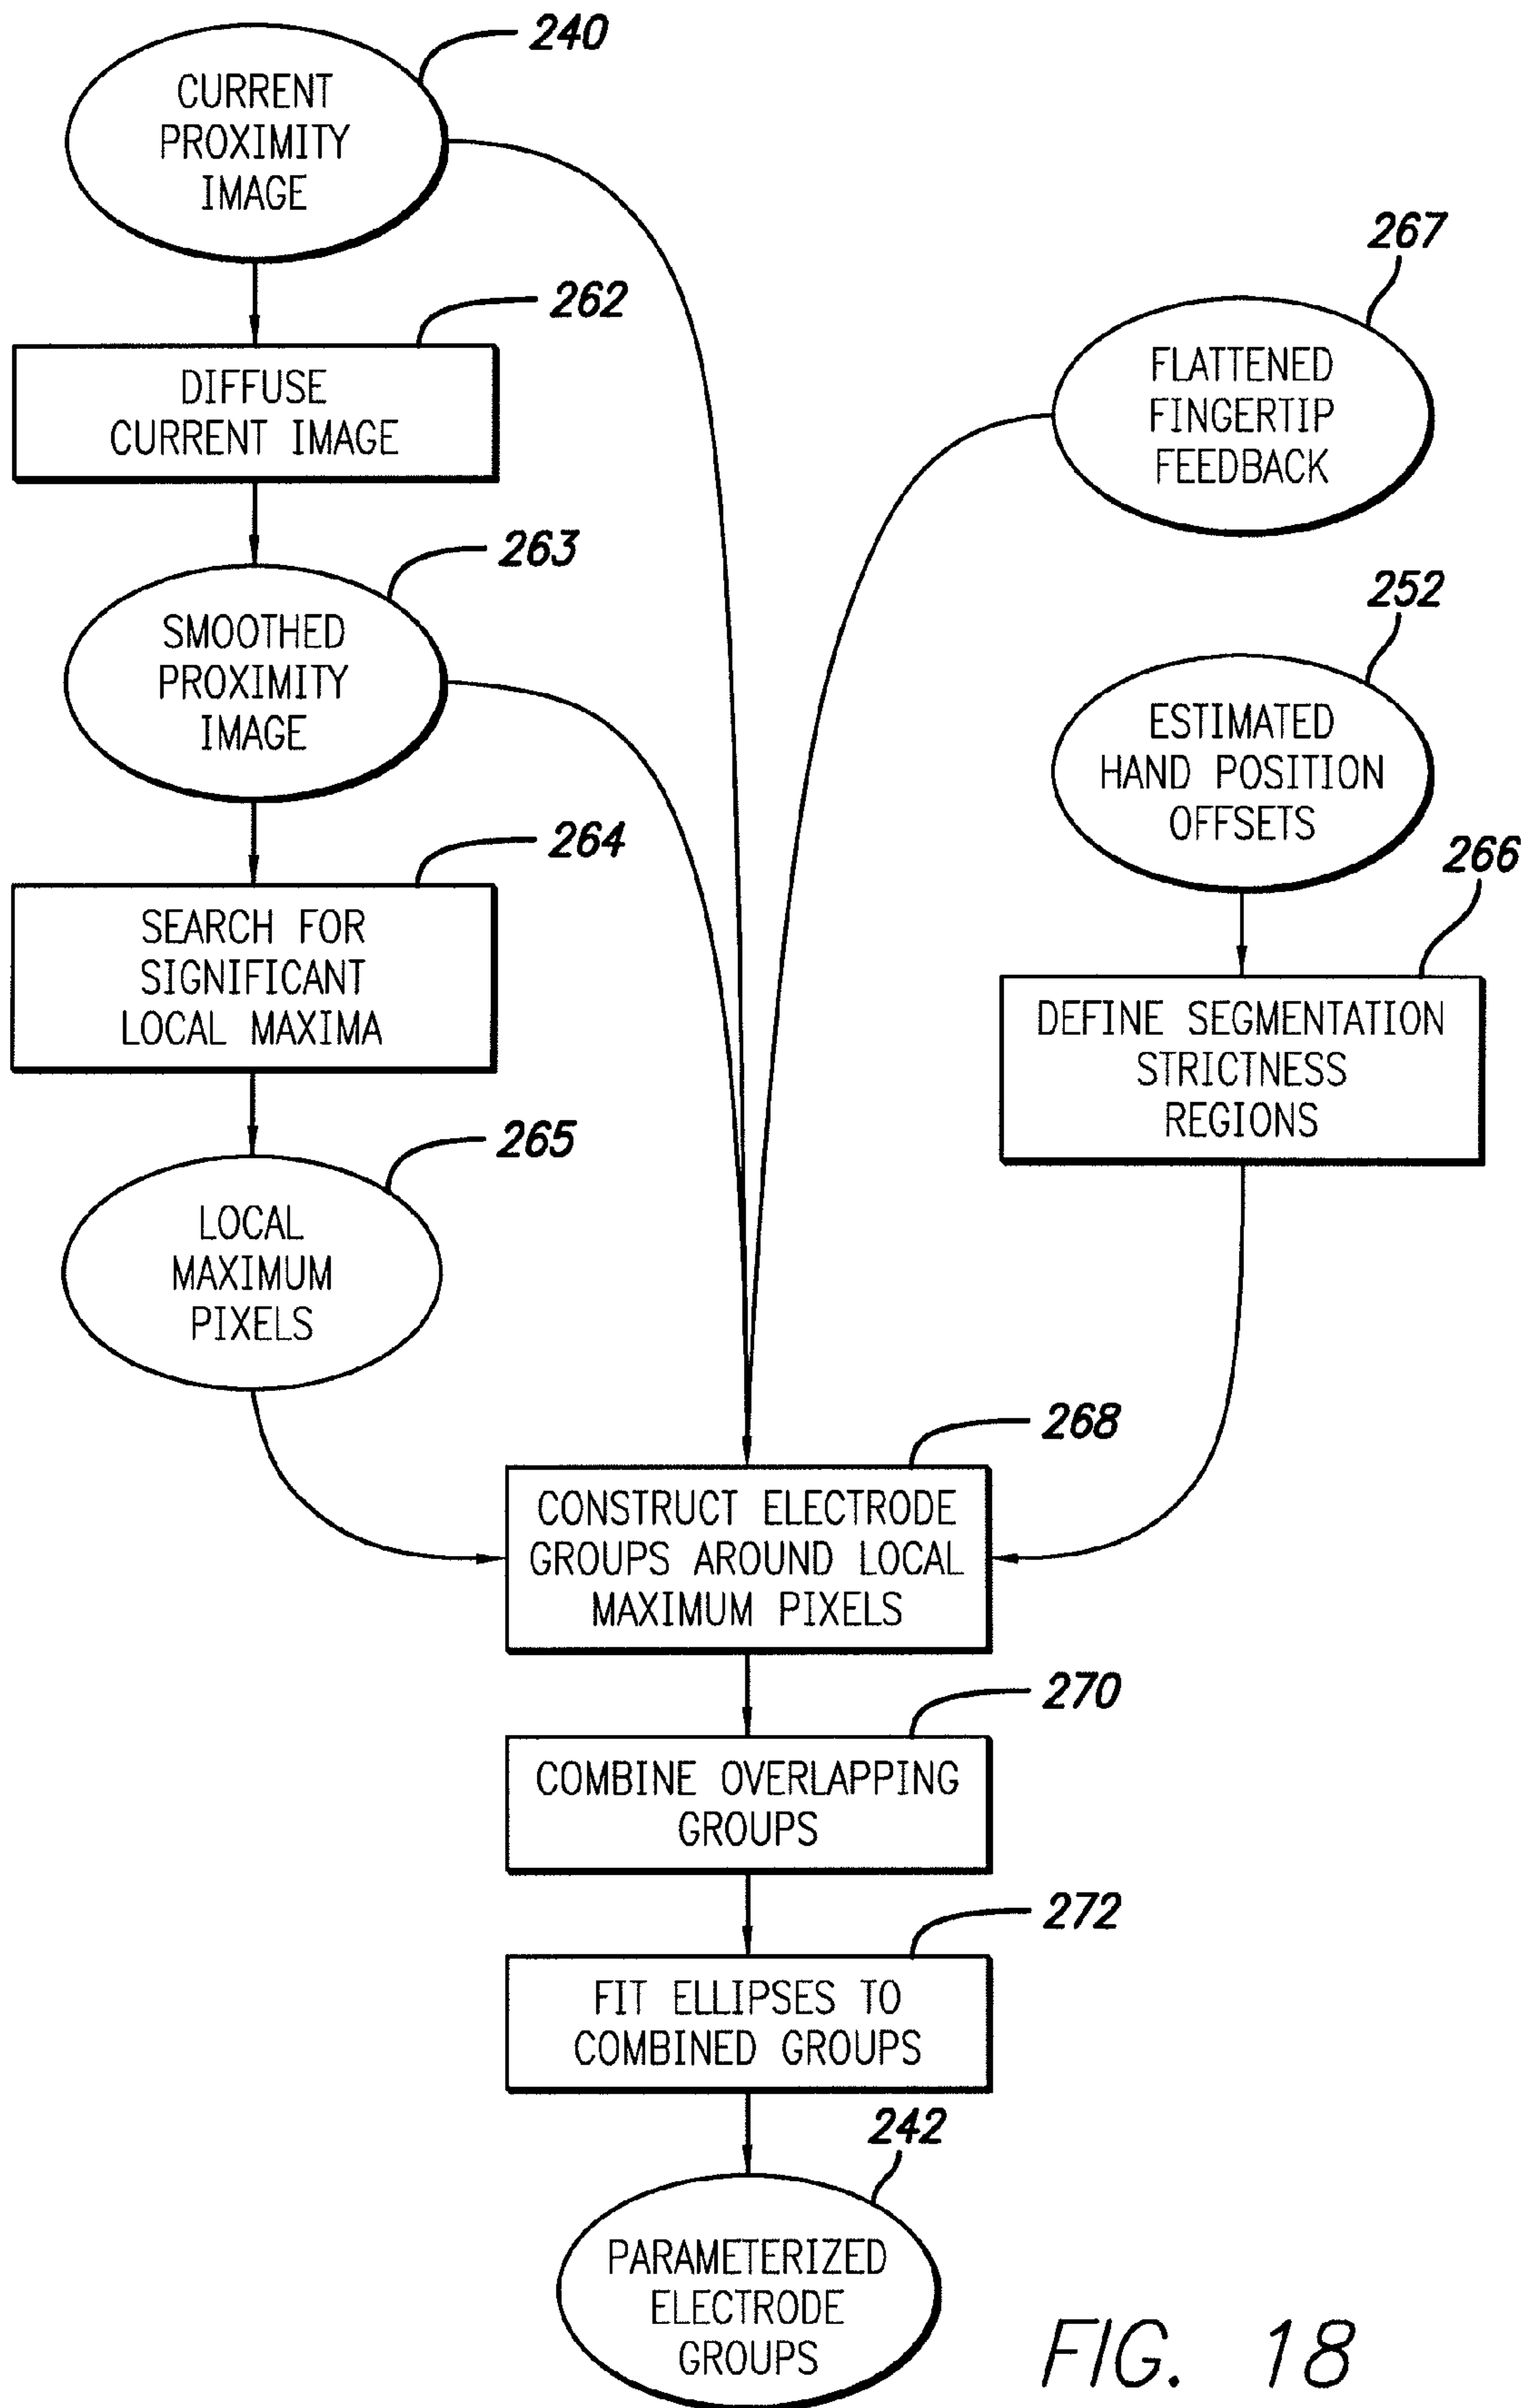 240
CURRENT
PROXIMITY
IMAGE
262
DIFFUSE
CURRENT IMAGE
263
SMOOTHED
PROXIMITY
IMAGE
264
SEARCH FOR
SIGNIFICANT
LOCAL MAXIMA
265
LOCAL
MAXIMUM
PIXELS
267
FLATTENED
FINGERTIP
FEEDBACK
252
ESTIMATED
HAND POSITION
OFFSETS
266
DEFINE SEGMENTATION
STRICTNESS
REGIONS
268
CONSTRUCT ELECTRODE
GROUPS AROUND LOCAL
MAXIMUM PIXELS
270
COMBINE OVERLAPPING
GROUPS
272
FIT ELLIPSES TO
COMBINED GROUPS
242
PARAMETERIZED
ELECTRODE
GROUPS
FIG. 18